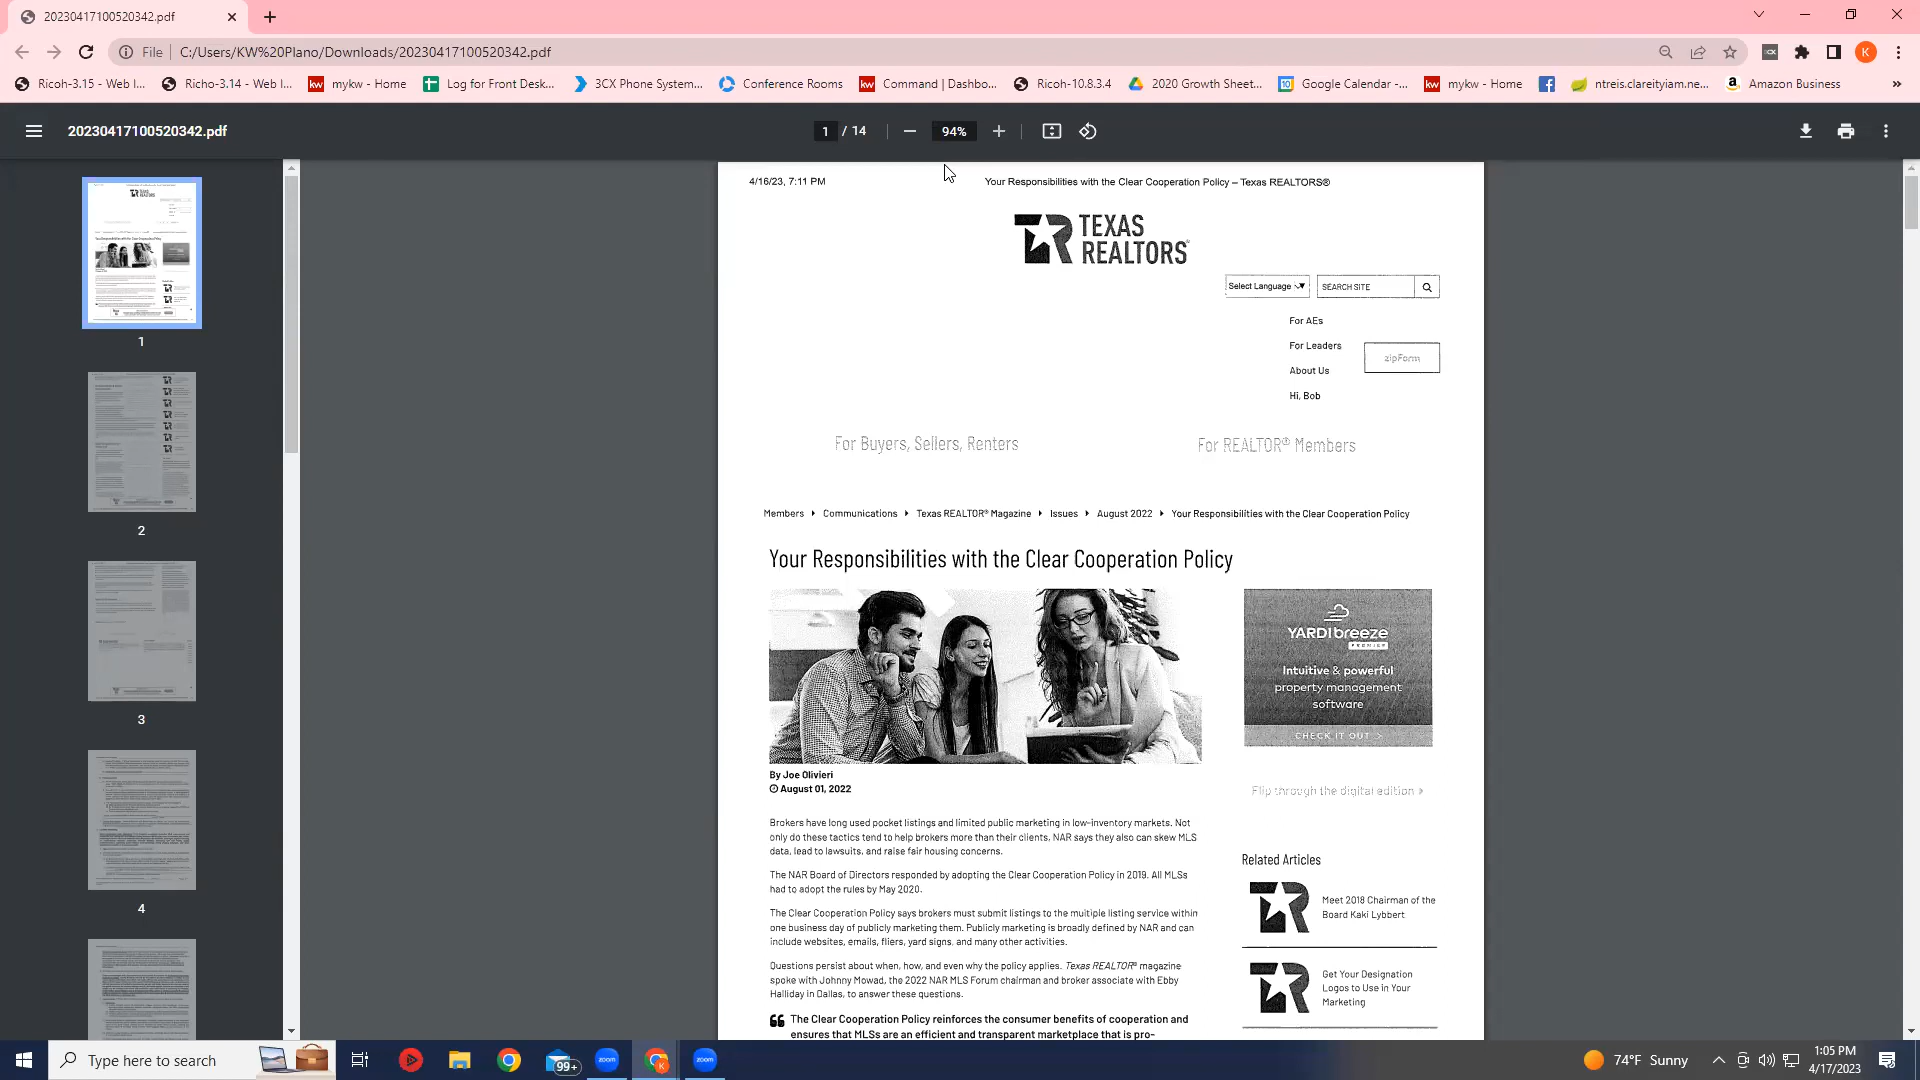 20230417100520342.pdf
File
C:/Users/KW%20Plano/Downloads/20230417100520342.pdf
K
Ricoh-3.15 - Web I...
Richo-3.14 - Web I...
kw
mykw - Home
Log for Front Desk...
3CX Phone System...
Conference Rooms
kw
Command | Dashbo...
Ricoh-10.8.3.4
2020 Growth Sheet...
10
Google Calendar -...
kw
mykw - Home
ntreis.clareityiam.ne...
Amazon Business
20230417100520342.pdf
1 / 14
94%
1
2
3
4
4/16/23, 7:11 PM
Your Responsibilities with the Clear Cooperation Policy – Texas REALTORS®
TEXAS
REALTORS
Select Language
SEARCH SITE
For AEs
For Leaders
zipForm
About Us
Hi, Bob
For Buyers, Sellers, Renters
For REALTOR® Members
Members
Communications
Texas REALTOR® Magazine
Issues
August 2022
Your Responsibilities with the Clear Cooperation Policy
Your Responsibilities with the Clear Cooperation Policy
YARDI breeze
PREMIER
Intuitive & powerful
property management
software
CHECK IT OUT >
By Joe Olivieri
August 01, 2022
Flip through the digital edition
Brokers have long used pocket listings and limited public marketing in low-inventory markets. Not
only do these tactics tend to help brokers more than their clients, NAR says they also can skew MLS
data, lead to lawsuits, and raise fair housing concerns.
The NAR Board of Directors responded by adopting the Clear Cooperation Policy in 2019. All MLSs
had to adopt the rules by May 2020.
The Clear Cooperation Policy says brokers must submit listings to the multiple listing service within
one business day of publicly marketing them. Publicly marketing is broadly defined by NAR and can
include websites, emails, fliers, yard signs, and many other activities.
Questions persist about when, how, and even why the policy applies. Texas REALTOR® magazine
spoke with Johnny Mowad, the 2022 NAR MLS Forum chairman and broker associate with Ebby
Halliday in Dallas, to answer these questions.
The Clear Cooperation Policy reinforces the consumer benefits of cooperation and
ensures that MLSs are an efficient and transparent marketplace that is pro-
Related Articles
Meet 2018 Chairman of the
Board Kaki Lybbert
Get Your Designation
Logos to Use in Your
Marketing
Type here to search
99+
zoom
K
zoom
74°F Sunny
1:05 PM
4/17/2023